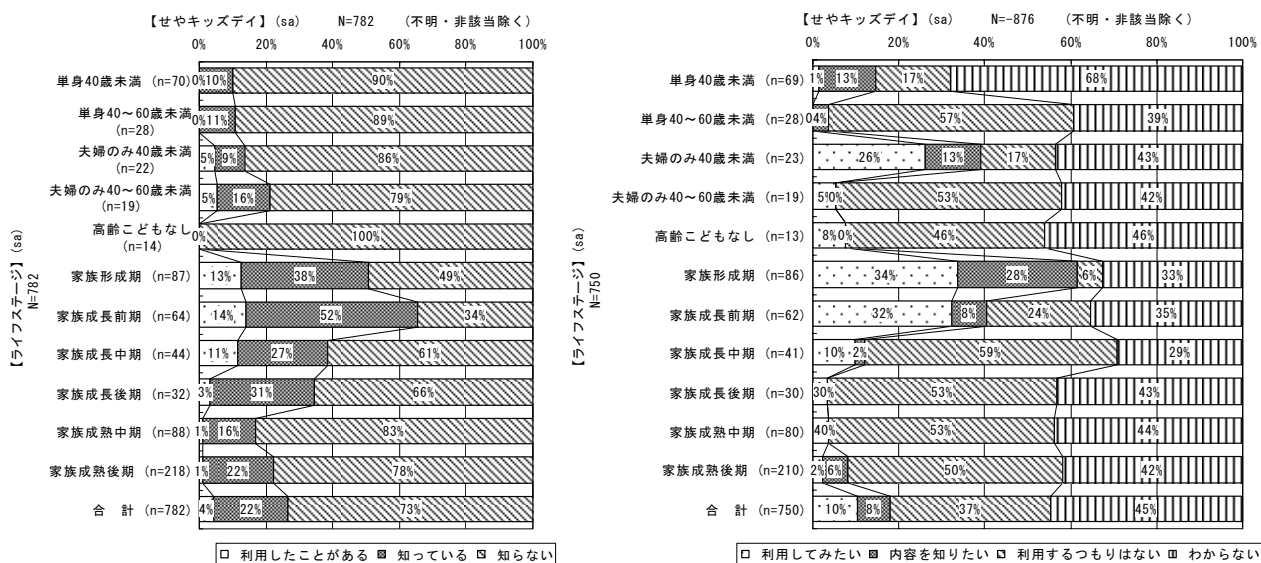 【せやキッズデイ】(sa) N=782 (不明・非該当除く)
0% 20% 40% 60% 80% 100%
【ライフステージ】(sa)
N=782
単身40歳未満 (n=70) 0% 10% 90%
単身40～60歳未満
(n=28) 0% 11% 89%
夫婦のみ40歳未満
(n=22) 5% 9% 86%
夫婦のみ40～60歳未満
(n=19) 5% 16% 79%
高齢こどもなし
(n=14) 0% 100%
家族形成期 (n=87) 13% 38% 49%
家族成長前期 (n=64) 14% 52% 34%
家族成長中期 (n=44) 11% 27% 61%
家族成長後期 (n=32) 3% 31% 66%
家族成熟中期 (n=88) 1% 16% 83%
家族成熟後期 (n=218) 1% 22% 78%
合 計 (n=782) 4% 22% 73%
利用したことがある 知っている 知らない
【せやキッズデイ】(sa) N=-876 (不明・非該当除く)
0% 20% 40% 60% 80% 100%
【ライフステージ】(sa)
N=750
単身40歳未満 (n=69) 1% 13% 17% 68%
単身40～60歳未満 (n=28) 04% 57% 39%
夫婦のみ40歳未満 (n=23) 26% 13% 17% 43%
夫婦のみ40～60歳未満 (n=19) 5% 0% 53% 42%
高齢こどもなし (n=13) 8% 0% 46% 46%
家族形成期 (n=86) 34% 28% 6% 33%
家族成長前期 (n=62) 32% 8% 24% 35%
家族成長中期 (n=41) 10% 2% 59% 29%
家族成長後期 (n=30) 30% 53% 43%
家族成熟中期 (n=80) 40% 53% 44%
家族成熟後期 (n=210) 2% 6% 50% 42%
合 計 (n=750) 10% 8% 37% 45%
利用してみたい 内容を知りたい 利用するつもりはない わからない